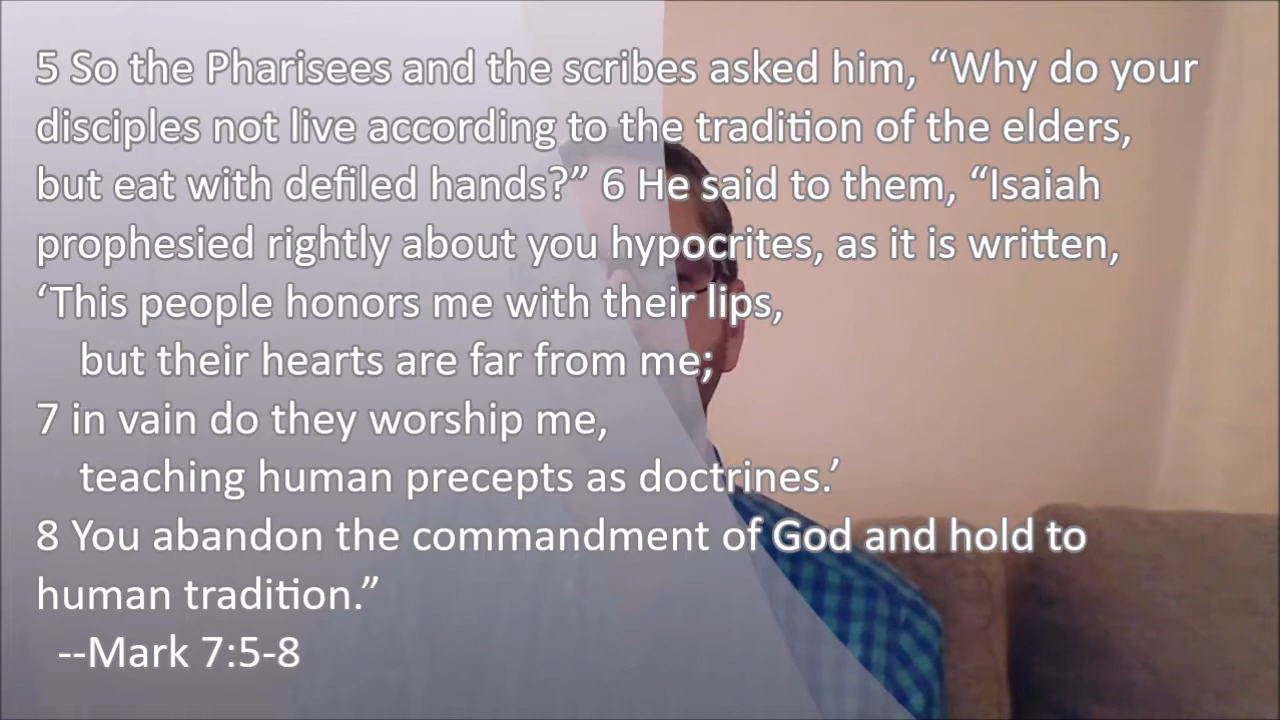 5 So the Pharisees and the scribes asked him, “Why do your
disciples not live according to the tradition of the elders,
but eat with defiled hands?” 6 He said to them, “Isaiah
prophesied rightly about you hypocrites, as it is written,
‘This people honors me with their lips,
but their hearts are far from me;
7 in vain do they worship me,
teaching human precepts as doctrines.’
8 You abandon the commandment of God and hold to
human tradition.”
--Mark 7:5-8